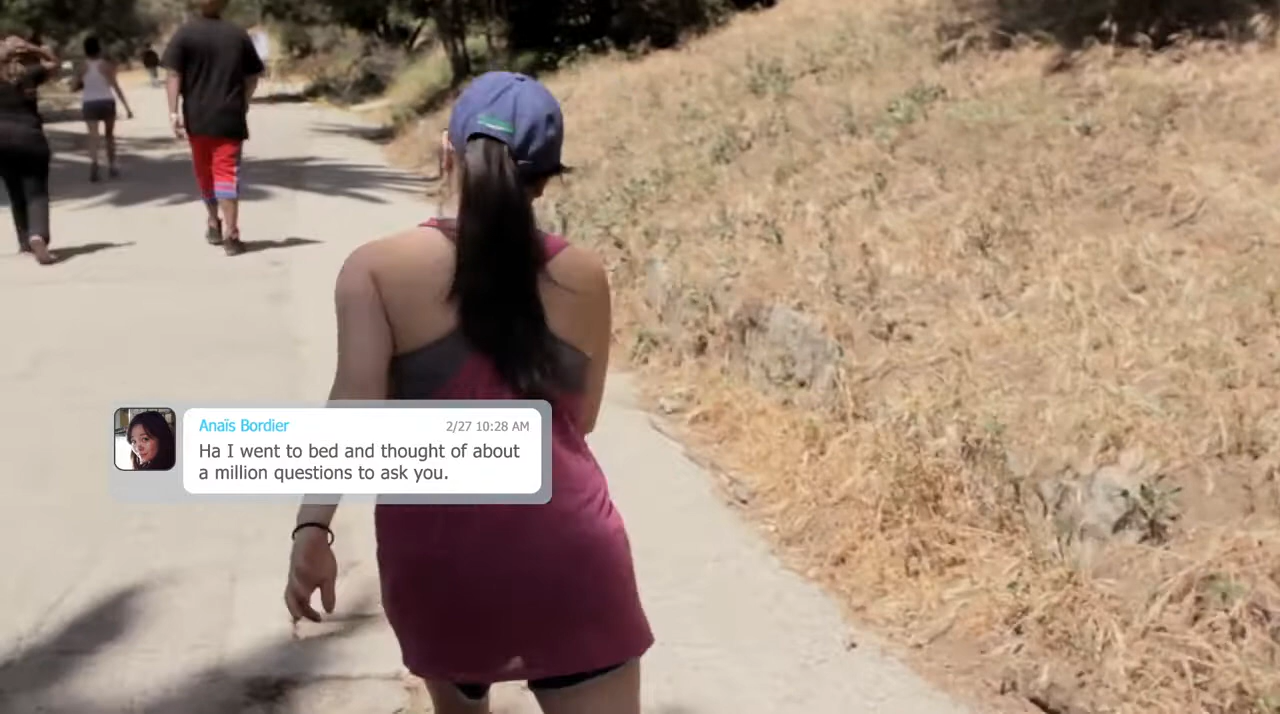 Anaïs Bordier
2/27 10:28 AM
Ha I went to bed and thought of about
a million questions to ask you.